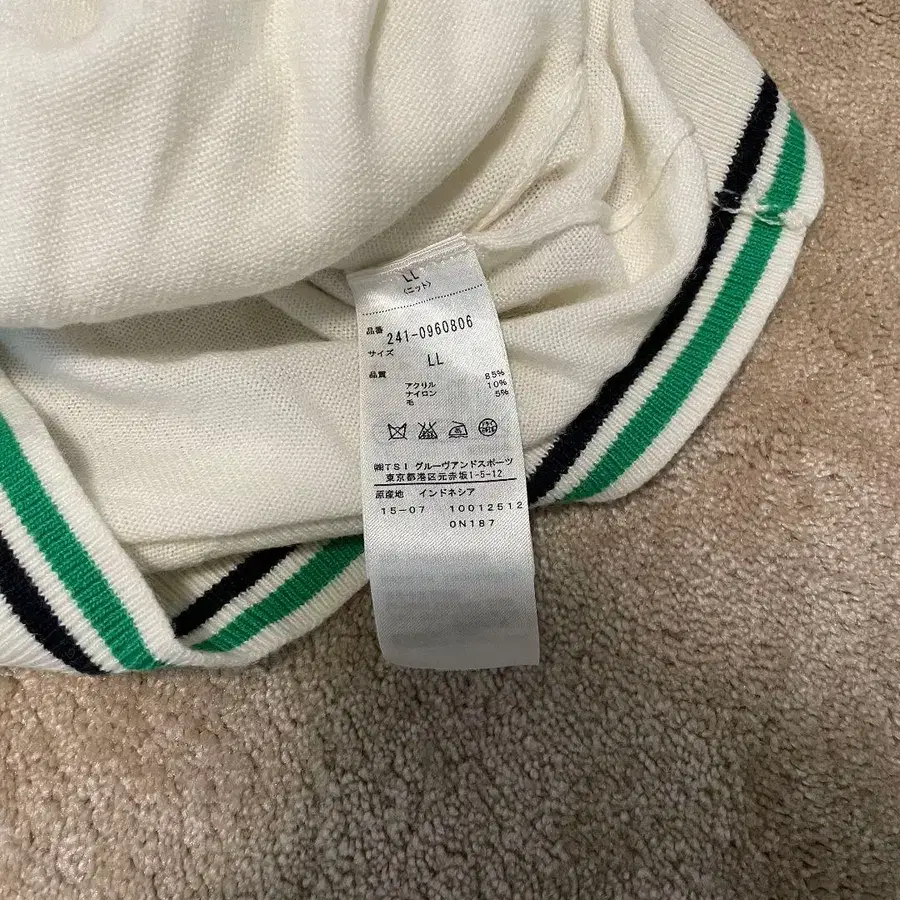 LL
(ニット)
品番 241-0960806
サイズ LL
品質
アクリル 85%
ナイロン 10%
毛 5%
㈱TSI グルーヴアンドスポーツ
東京都港区元赤坂1-5-12
原産地 インドネシア
15-07 10012512
0N187